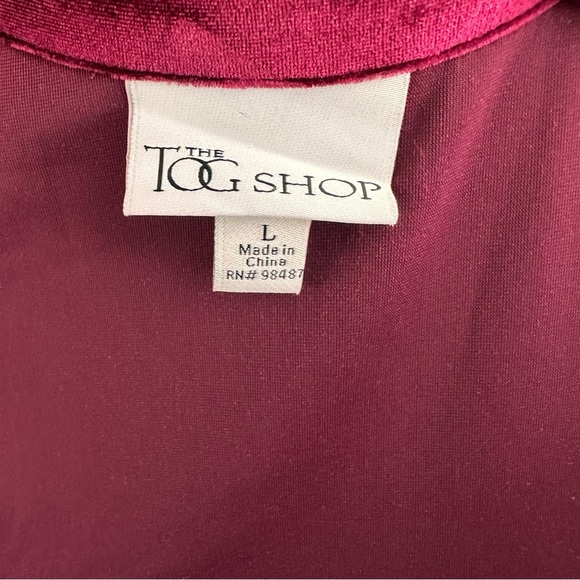 THE
TOG SHOP
L
Made in
China
RN# 98487